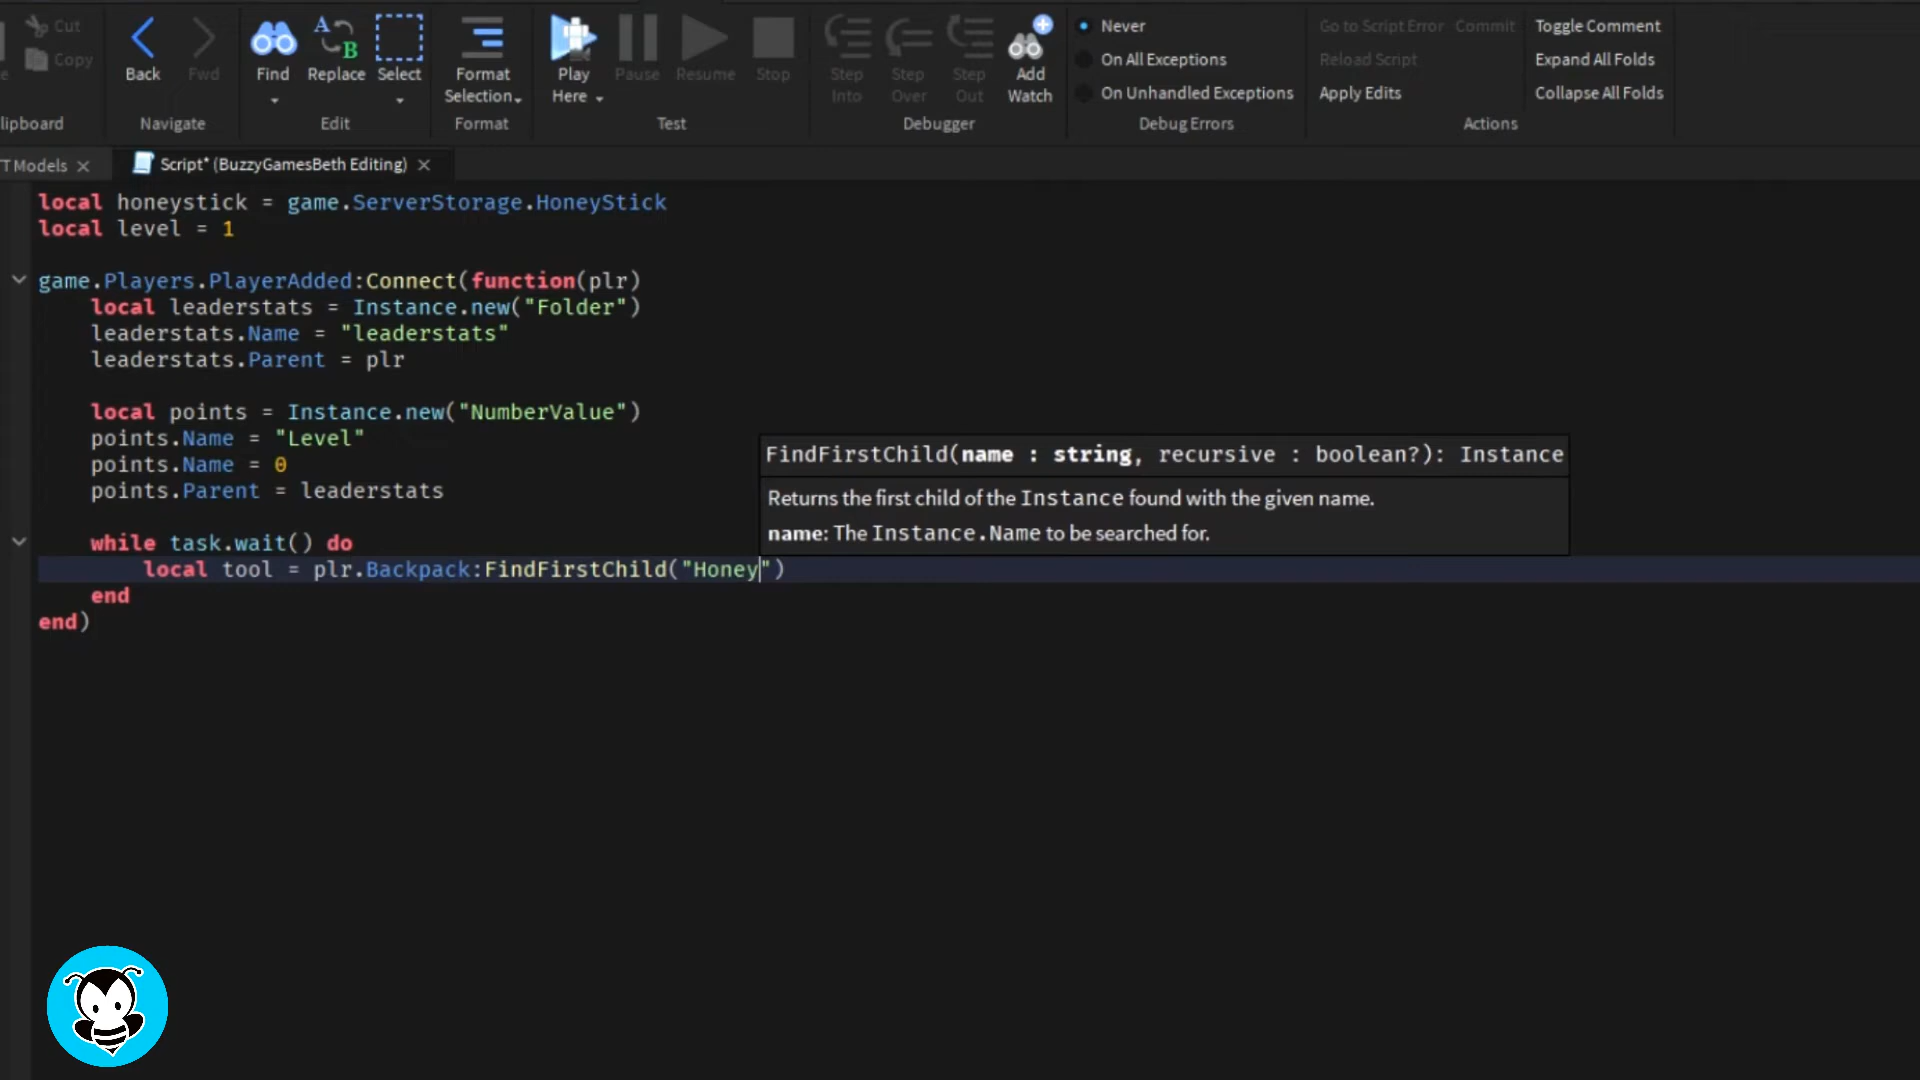 Cut
Copy
lipboard
Back
Fwd
Navigate
Find
Replace
Select
Edit
Format
Selection
Format
Play
Here
Pause
Resume
Stop
Test
Step
Into
Step
Over
Step
Out
Add
Watch
Debugger
Never
On All Exceptions
On Unhandled Exceptions
Debug Errors
Go to Script Error
Commit
Reload Script
Apply Edits
Toggle Comment
Expand All Folds
Collapse All Folds
Actions
T Models
Script* (BuzzyGamesBeth Editing)
local honeystick = game.ServerStorage.HoneyStick
local level = 1
game.Players.PlayerAdded:Connect(function(plr)
local leaderstats = Instance.new("Folder")
leaderstats.Name = "leaderstats"
leaderstats.Parent = plr
local points = Instance.new("NumberValue")
points.Name = "Level"
points.Name = 0
points.Parent = leaderstats
FindFirstChild(name : string, recursive : boolean?): Instance
Returns the first child of the Instance found with the given name.
name: The Instance.Name to be searched for.
while task.wait() do
local tool = plr.Backpack:FindFirstChild("Honey")
end
end)